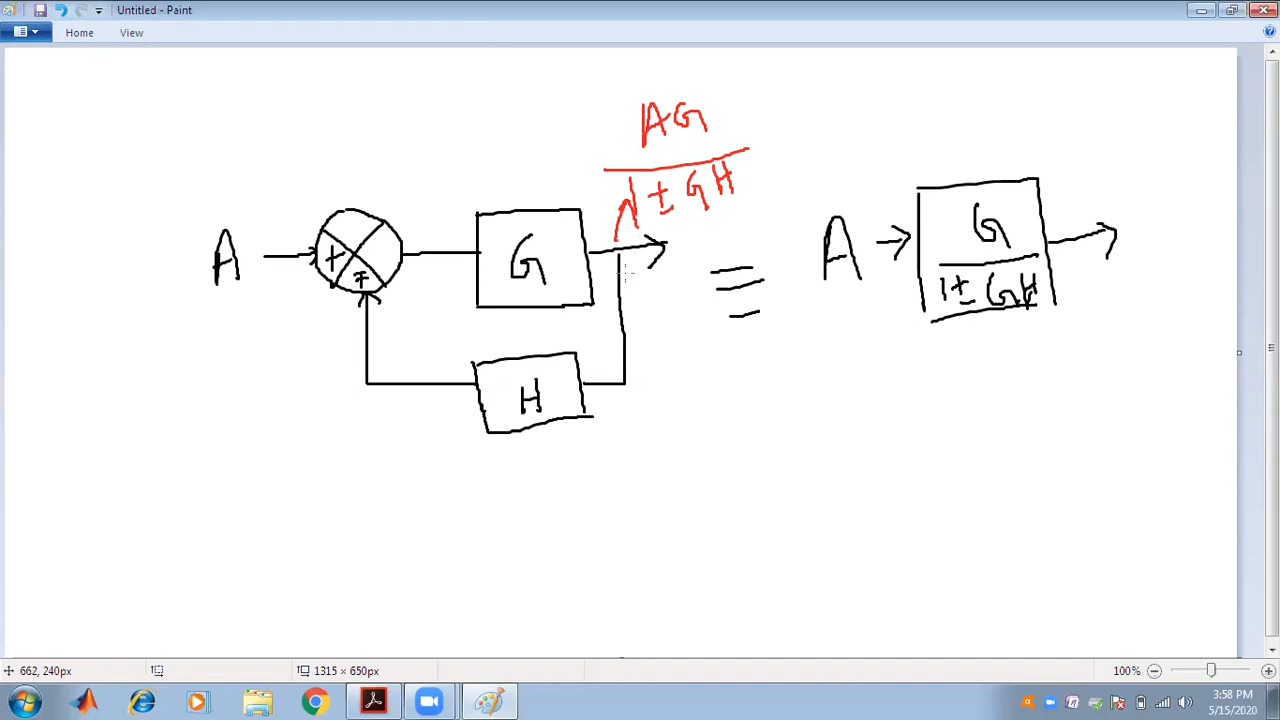 Untitled - Paint
Home View
AG
1 ± GH
A + ∓ G
H
≡
A G
1 ± GH
662, 240px 1315 × 650px 100%
3:58 PM
5/15/2020